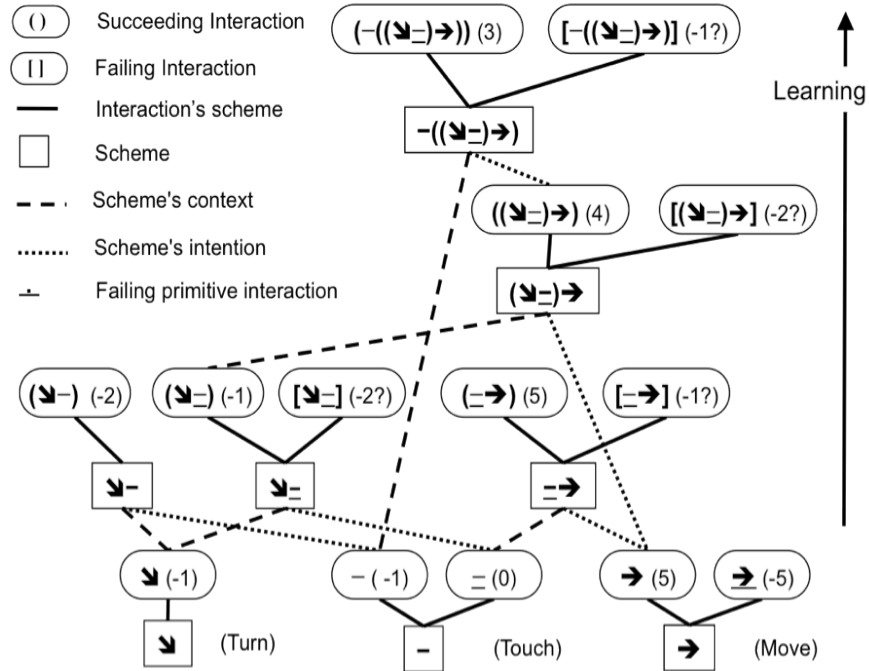 ( ) Succeeding Interaction
[ ] Failing Interaction
Interaction's scheme
Scheme
Scheme's context
Scheme's intention
Failing primitive interaction
Learning
(−((↘<u>−</u>)➔)) (3)
[−((↘<u>−</u>)➔)] (-1?)
−((↘<u>−</u>)➔)
((↘<u>−</u>)➔) (4)
[(↘<u>−</u>)➔] (-2?)
(↘<u>−</u>)➔
(↘−) (-2)
(↘<u>−</u>) (-1)
[↘<u>−</u>] (-2?)
(<u>−</u>➔) (5)
[<u>−</u>➔] (-1?)
↘−
↘<u>−</u>
<u>−</u>➔
↘ (-1)
− (-1)
<u>−</u> (0)
➔ (5)
<u>➔</u> (-5)
↘ (Turn)
− (Touch)
➔ (Move)